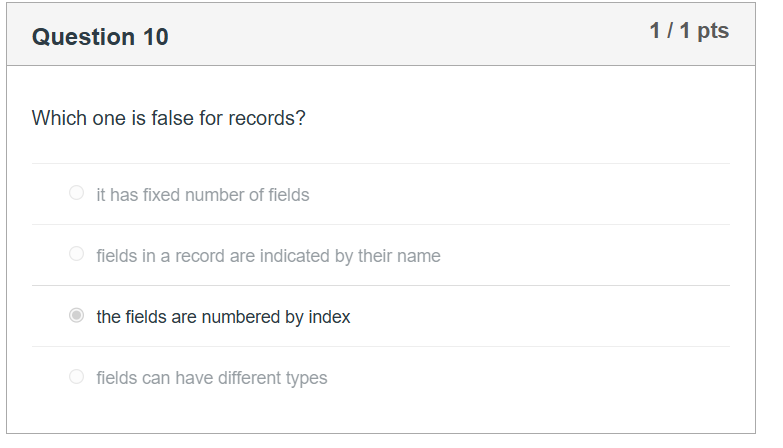 Question 10
1 / 1 pts
Which one is false for records?
it has fixed number of fields
fields in a record are indicated by their name
the fields are numbered by index
fields can have different types